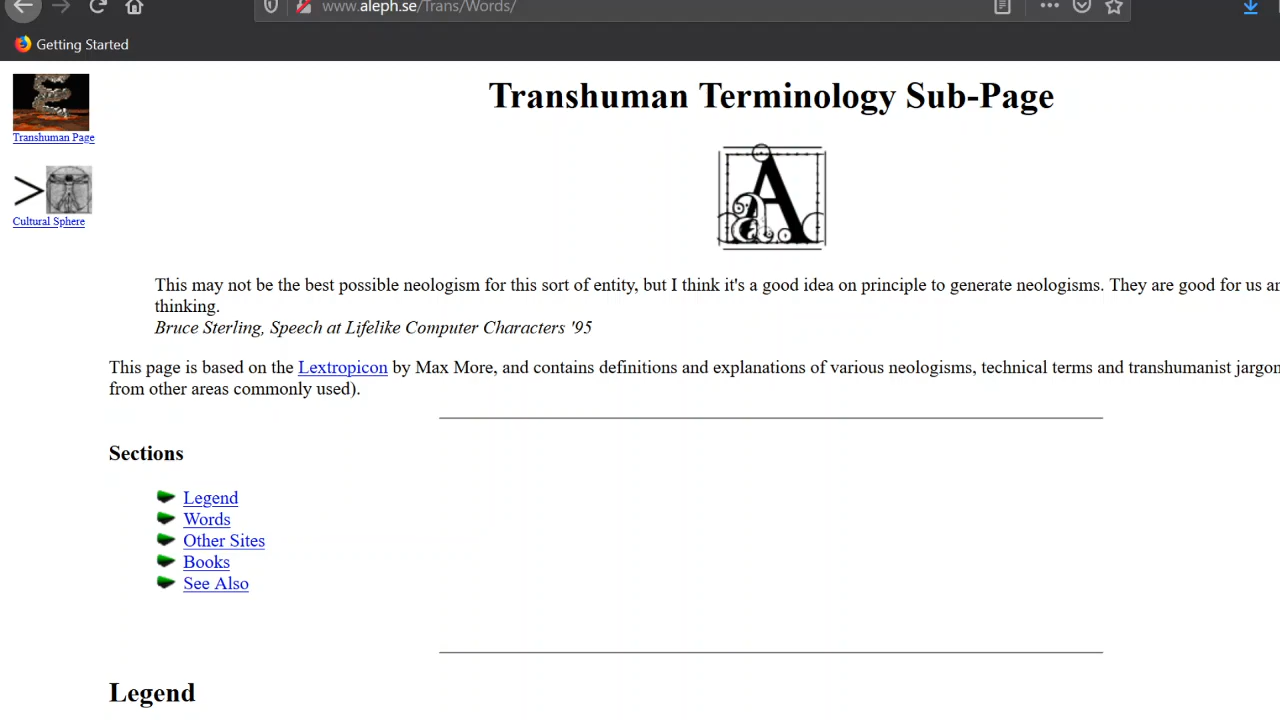 www.aleph.se/Trans/Words/
Getting Started
Transhuman Page
Cultural Sphere
Transhuman Terminology Sub-Page
This may not be the best possible neologism for this sort of entity, but I think it's a good idea on principle to generate neologisms. They are good for us
thinking.
Bruce Sterling, Speech at Lifelike Computer Characters '95
This page is based on the Lextropicon by Max More, and contains definitions and explanations of various neologisms, technical terms and transhumanist jargon
from other areas commonly used).
Sections
Legend
Words
Other Sites
Books
See Also
Legend